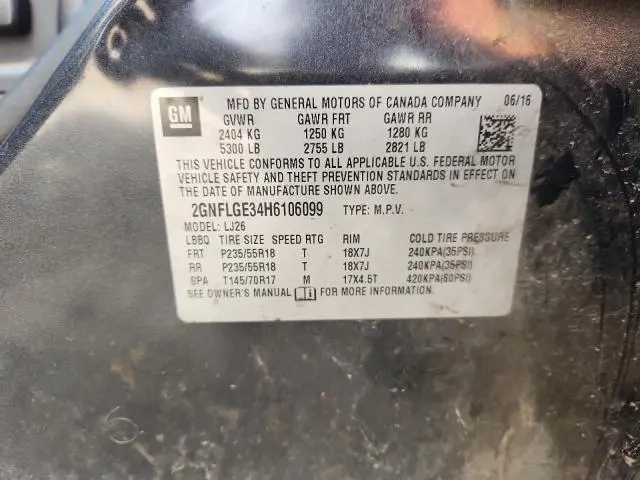 GM MFD BY GENERAL MOTORS OF CANADA COMPANY 06/16
GVWR GAWR FRT GAWR RR
2404 KG 1250 KG 1280 KG
5300 LB 2755 LB 2821 LB
THIS VEHICLE CONFORMS TO ALL APPLICABLE U.S. FEDERAL MOTOR
VEHICLE SAFETY AND THEFT PREVENTION STANDARDS IN EFFECT ON
THE DATE OF MANUFACTURE SHOWN ABOVE.
2GNFLGE34H6106099 TYPE: M.P.V.
MODEL: LJ26
LBBQ TIRE SIZE SPEED RTG RIM COLD TIRE PRESSURE
FRT P235/55R18 T 18X7J 240KPA(35PSI)
RR P235/55R18 T 18X7J 240KPA(35PSI)
SPA T145/70R17 M 17X4.5T 420KPA(60PSI)
SEE OWNER'S MANUAL FOR MORE INFORMATION.